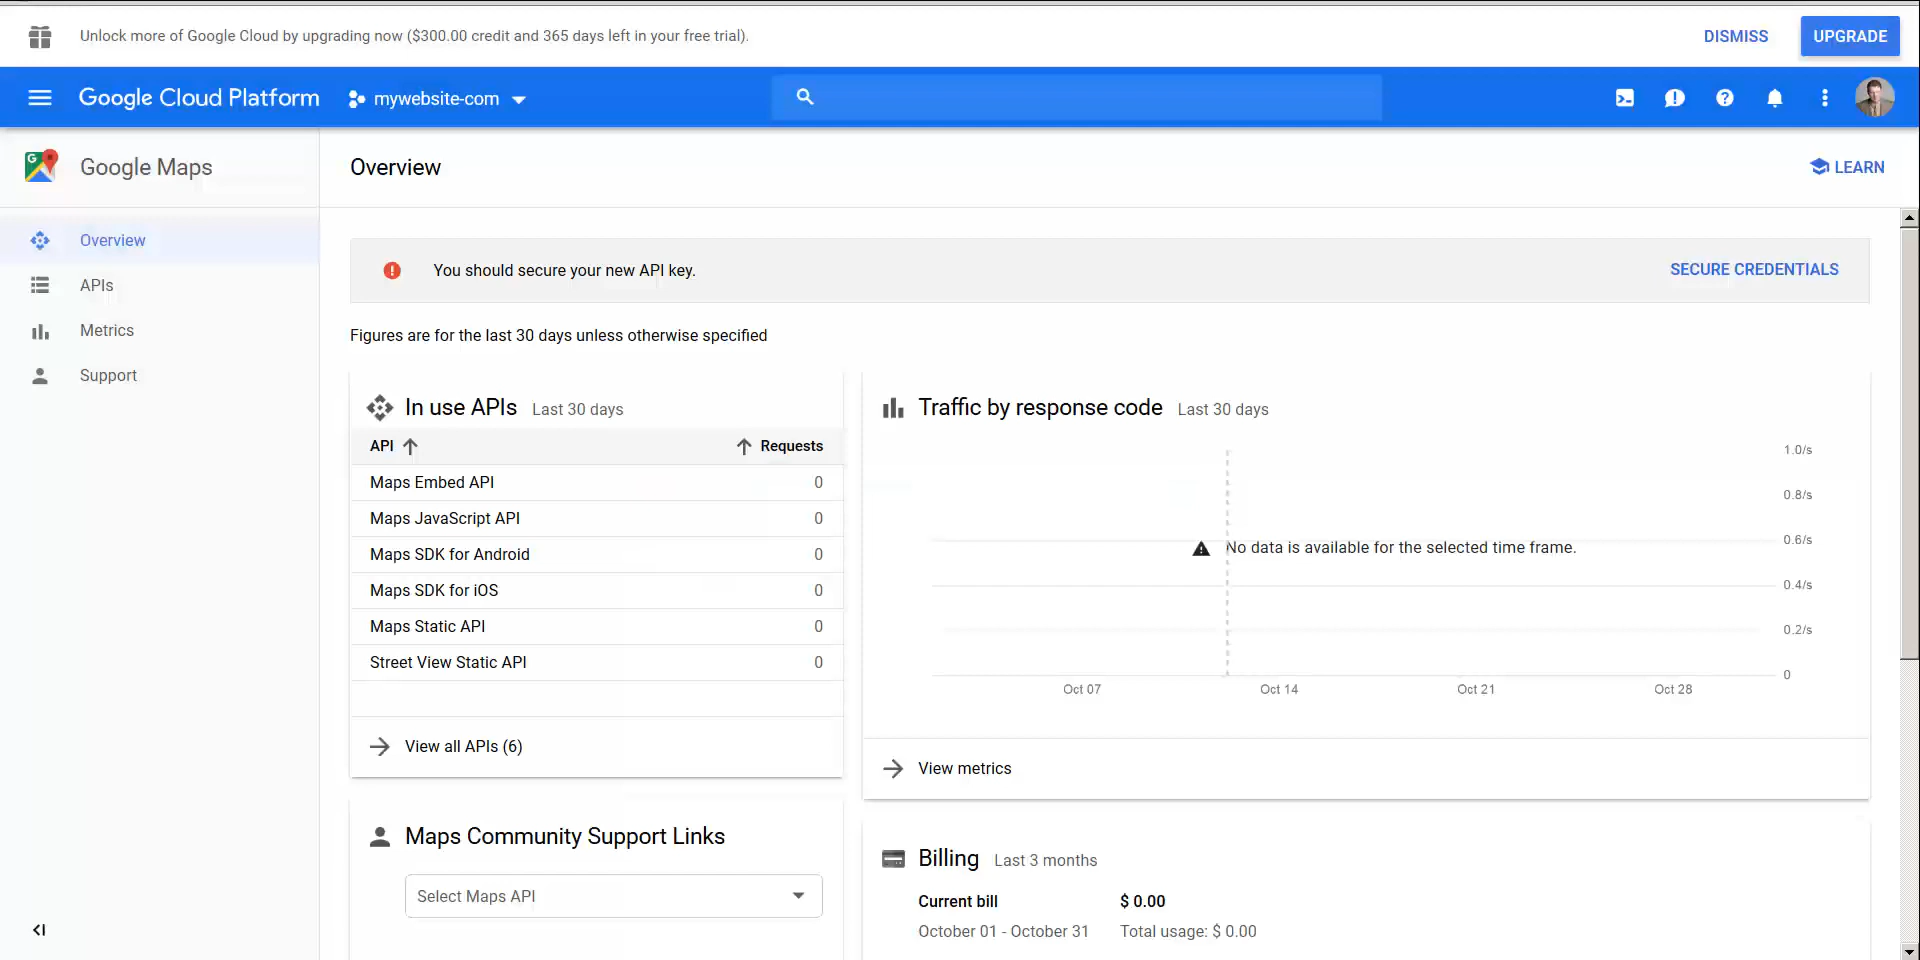 Unlock more of Google Cloud by upgrading now ($300.00 credit and 365 days left in your free trial).
DISMISS
UPGRADE
Google Cloud Platform
mywebsite-com
Google Maps
Overview
LEARN
Overview
APIs
Metrics
Support
You should secure your new API key.
SECURE CREDENTIALS
Figures are for the last 30 days unless otherwise specified
In use APIs Last 30 days
API Requests
Maps Embed API 0
Maps JavaScript API 0
Maps SDK for Android 0
Maps SDK for iOS 0
Maps Static API 0
Street View Static API 0
View all APIs (6)
Traffic by response code Last 30 days
1.0/s
0.8/s
No data is available for the selected time frame.
0.6/s
0.4/s
0.2/s
0
Oct 07 Oct 14 Oct 21 Oct 28
View metrics
Maps Community Support Links
Select Maps API
Billing Last 3 months
Current bill $ 0.00
October 01 - October 31 Total usage: $ 0.00